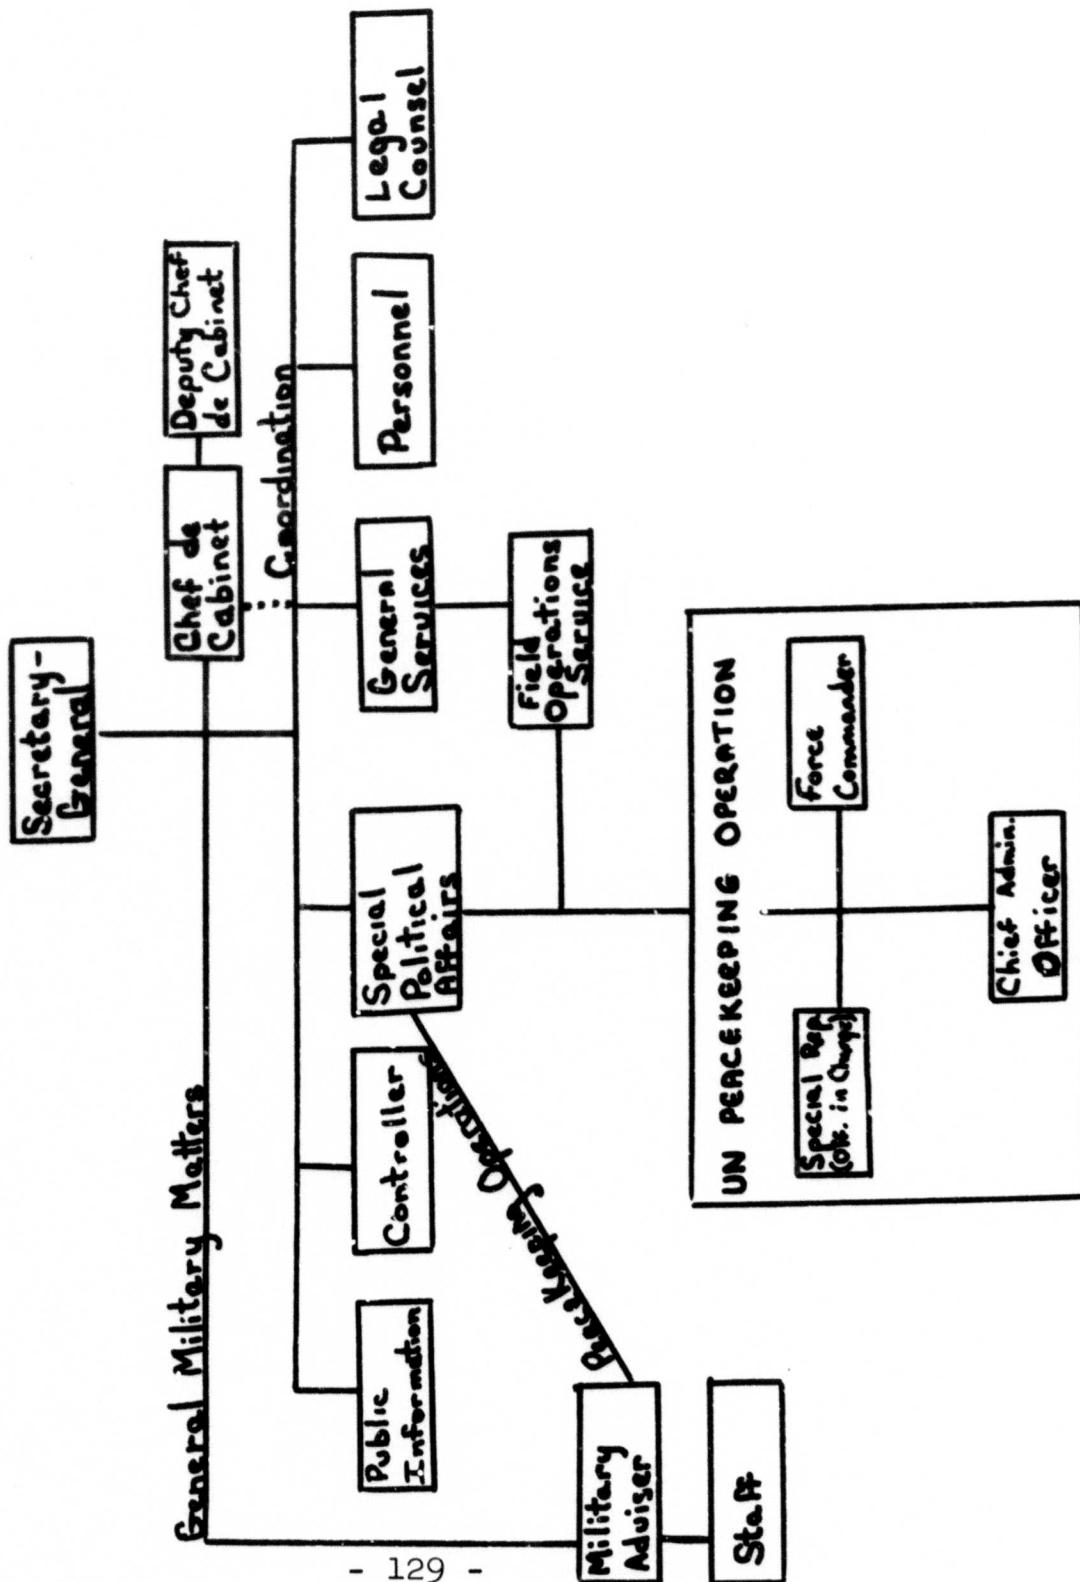 Secretary-
General
General Military Matters
Chef de
Cabinet
Deputy Chef
de Cabinet
Coordination
Public
Information
Controller
Special
Political
Affairs
General
Services
Personnel
Legal
Counsel
Peacekeeping Operations
Field
Operations
Service
Military
Adviser
Staff
UN PEACEKEEPING OPERATION
Special Rep.
(Off. in Charge)
Force
Commander
Chief Admin.
Officer
- 129 -